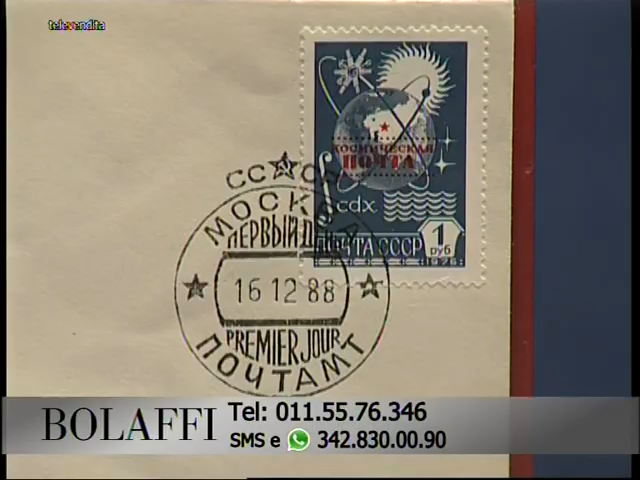 televendita
КОСМИЧЕСКАЯ
ПОЧТА
∫cdx
ПОЧТА СССР
1
руб
СССР
МОСКВА
ПЕРВЫЙ ДЕНЬ
16 12 88
PREMIER JOUR
ПОЧТАМТ
BOLAFFI
Tel: 011.55.76.346
SMS e 342.830.00.90